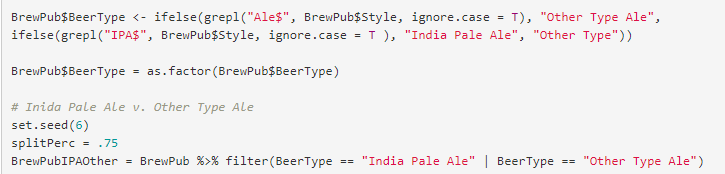 BrewPub$BeerType <- ifelse(grepl("Ale$", BrewPub$Style, ignore.case = T), "Other Type Ale",
ifelse(grepl("IPA$", BrewPub$Style, ignore.case = T ), "India Pale Ale", "Other Type"))
BrewPub$BeerType = as.factor(BrewPub$BeerType)
# Inida Pale Ale v. Other Type Ale
set.seed(6)
splitPerc = .75
BrewPubIPAOther = BrewPub %>% filter(BeerType == "India Pale Ale" | BeerType == "Other Type Ale")